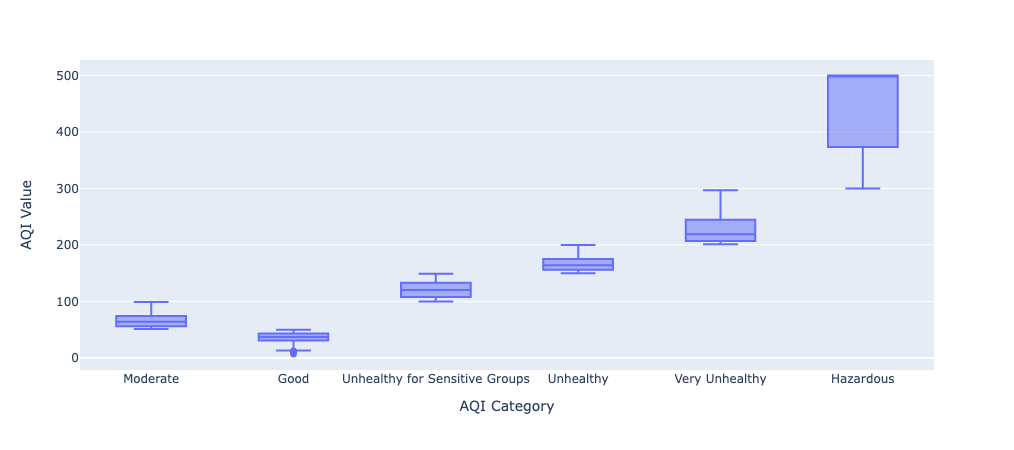 500
400
300
200
100
0
AQI Value
Moderate
Good
Unhealthy for Sensitive Groups
Unhealthy
Very Unhealthy
Hazardous
AQI Category